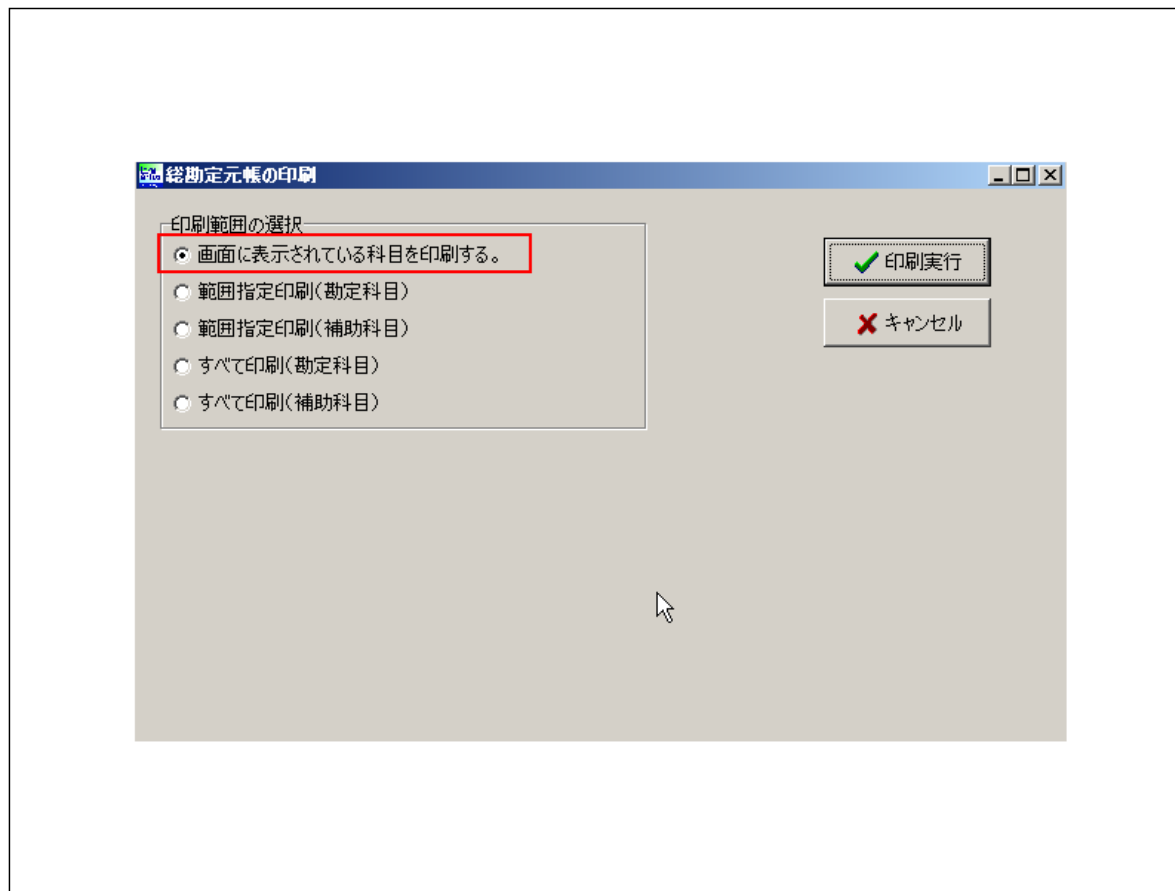 総勘定元帳の印刷
印刷範囲の選択
画面に表示されている科目を印刷する。
範囲指定印刷(勘定科目)
範囲指定印刷(補助科目)
すべて印刷(勘定科目)
すべて印刷(補助科目)
印刷実行
キャンセル